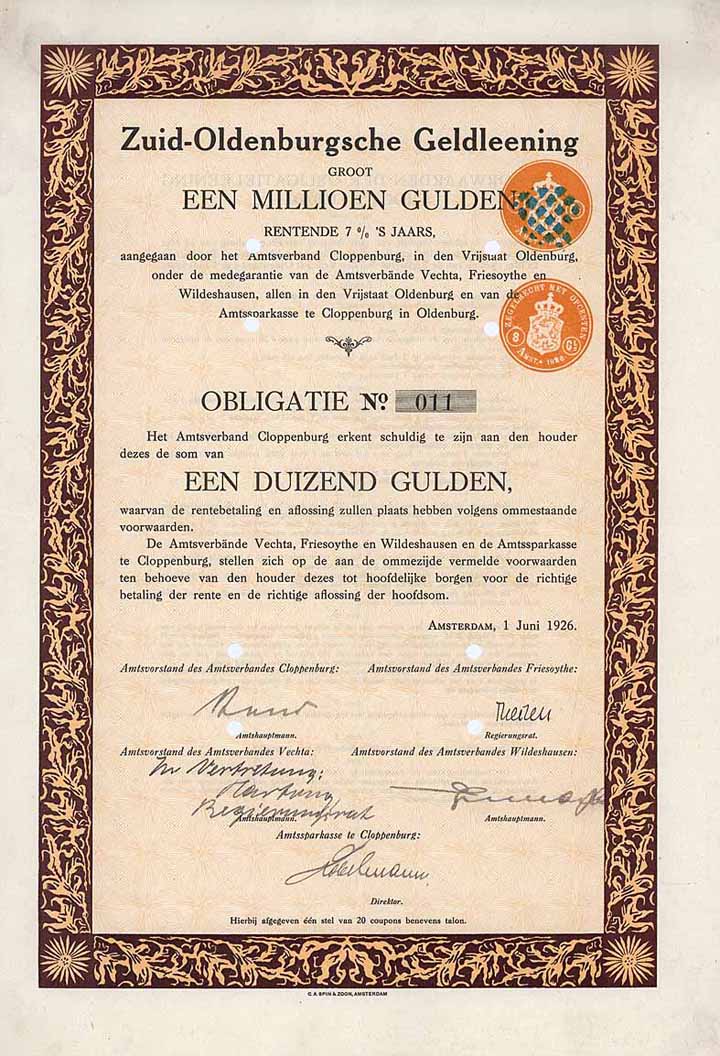 Zuid-Oldenburgsche Geldleening
GROOT
EEN MILLIOEN GULDEN
RENTENDE 7 % 'S JAARS,
aangegaan door het Amtsverband Cloppenburg, in den Vrijstaat Oldenburg,
onder de medegarantie van de Amtsverbände Vechta, Friesoythe en
Wildeshausen, allen in den Vrijstaat Oldenburg en van de
Amtssparkasse te Cloppenburg in Oldenburg.
ZEGELRECHT MET OPCENTEN
8 Gs
AMST. 1926
OBLIGATIE No. 011
Het Amtsverband Cloppenburg erkent schuldig te zijn aan den houder
dezes de som van
EEN DUIZEND GULDEN,
waarvan de rentebetaling en aflossing zullen plaats hebben volgens ommestaande
voorwaarden.
De Amtsverbände Vechta, Friesoythe en Wildeshausen en de Amtssparkasse
te Cloppenburg, stellen zich op de aan de ommezijde vermelde voorwaarden
ten behoeve van den houder dezes tot hoofdelijke borgen voor de richtige
betaling der rente en de richtige aflossing der hoofdsom.
AMSTERDAM, 1 Juni 1926.
Amtsvorstand des Amtsverbandes Cloppenburg: Amtsvorstand des Amtsverbandes Friesoythe:
Amtshauptmann. Regierungsrat.
Amtsvorstand des Amtsverbandes Vechta: Amtsvorstand des Amtsverbandes Wildeshausen:
In Vertretung:
Hartong
Regierungsrat
Amtshauptmann. Amtshauptmann.
Amtssparkasse te Cloppenburg:
Direktor.
Hierbij afgegeven één stel van 20 coupons benevens talon.
C. A. SPIN & ZOON, AMSTERDAM